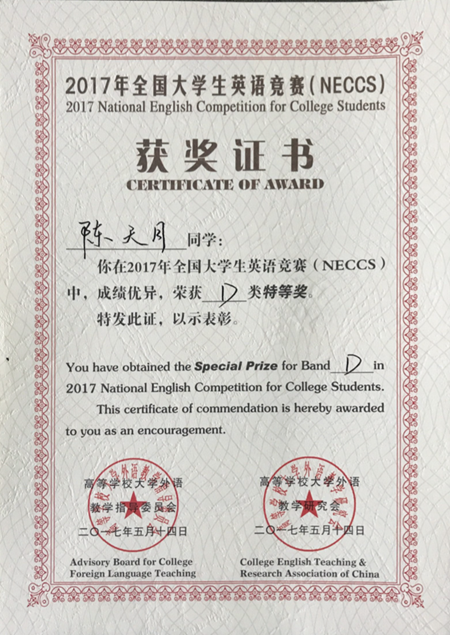 2017年全国大学生英语竞赛(NECCS)
2017 National English Competition for College Students
获奖证书
CERTIFICATE OF AWARD
陈天月同学:
你在2017年全国大学生英语竞赛(NECCS)
中,成绩优异,荣获D类特等奖。
特发此证,以示表彰。
You have obtained the Special Prize for Band D in
2017 National English Competition for College Students.
This certificate of commendation is hereby awarded
to you as an encouragement.
高等学校大学外语
教学指导委员会
二〇一七年五月十四日
Advisory Board for College
Foreign Language Teaching
高等学校大学外语
教学研究会
二〇一七年五月十四日
College English Teaching &
Research Association of China